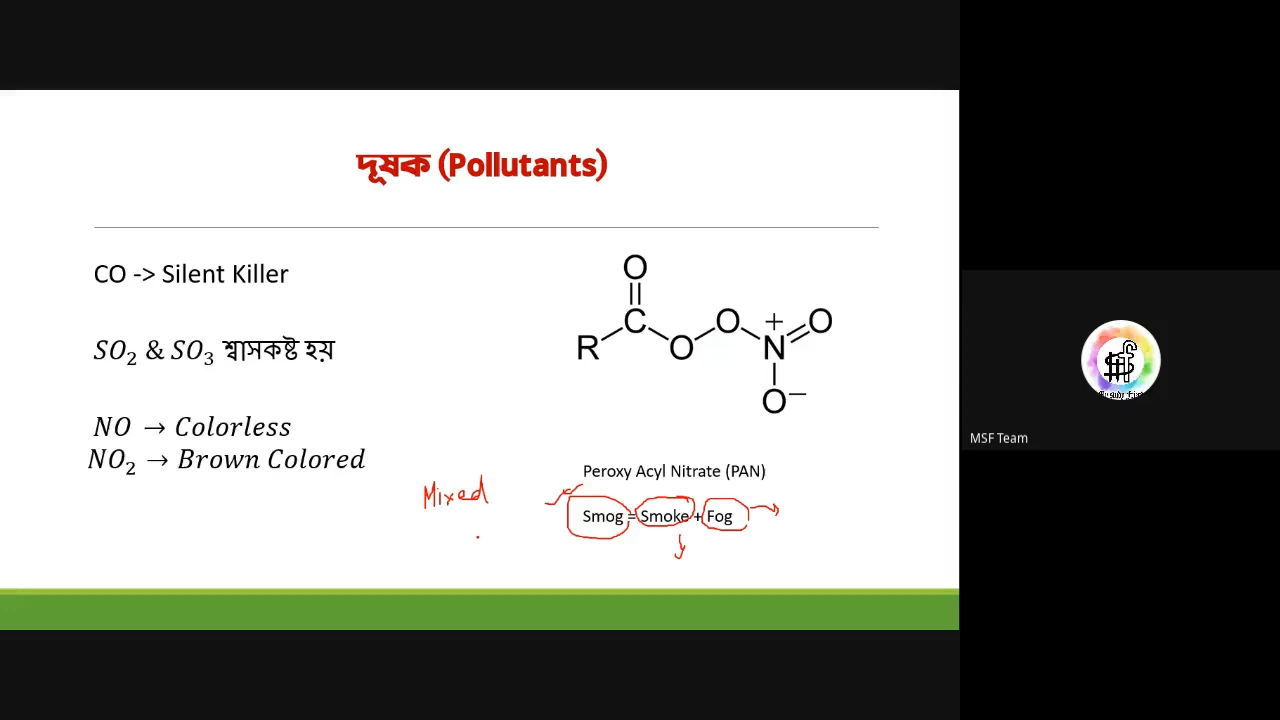 দূষক (Pollutants)
CO -> Silent Killer
SO₂ & SO₃ শ্বাসকষ্ট হয়
NO → Colorless
NO₂ → Brown Colored
O
C
O
O
R
O
N
+
O⁻
Peroxy Acyl Nitrate (PAN)
Mixed
Smog = Smoke + Fog
MSF Team